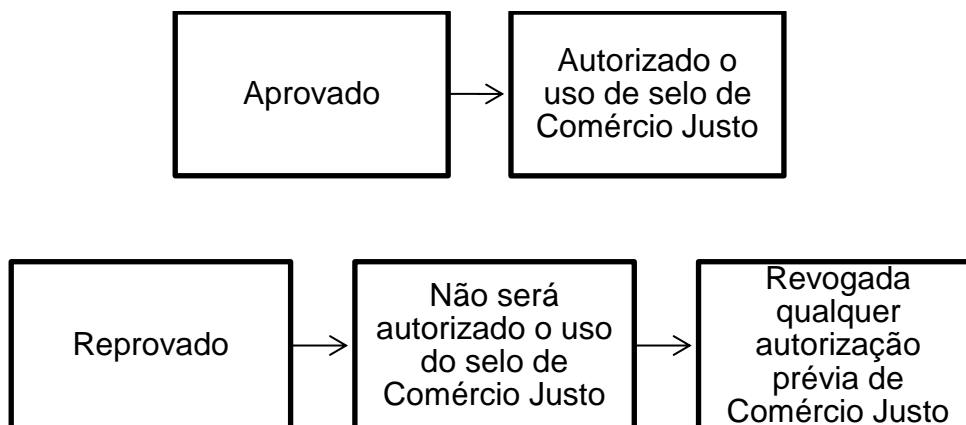 Aprovado
Autorizado o
uso de selo de
Comércio Justo
Reprovado
Não será
autorizado o uso
do selo de
Comércio Justo
Revogada
qualquer
autorização
prévia de
Comércio Justo